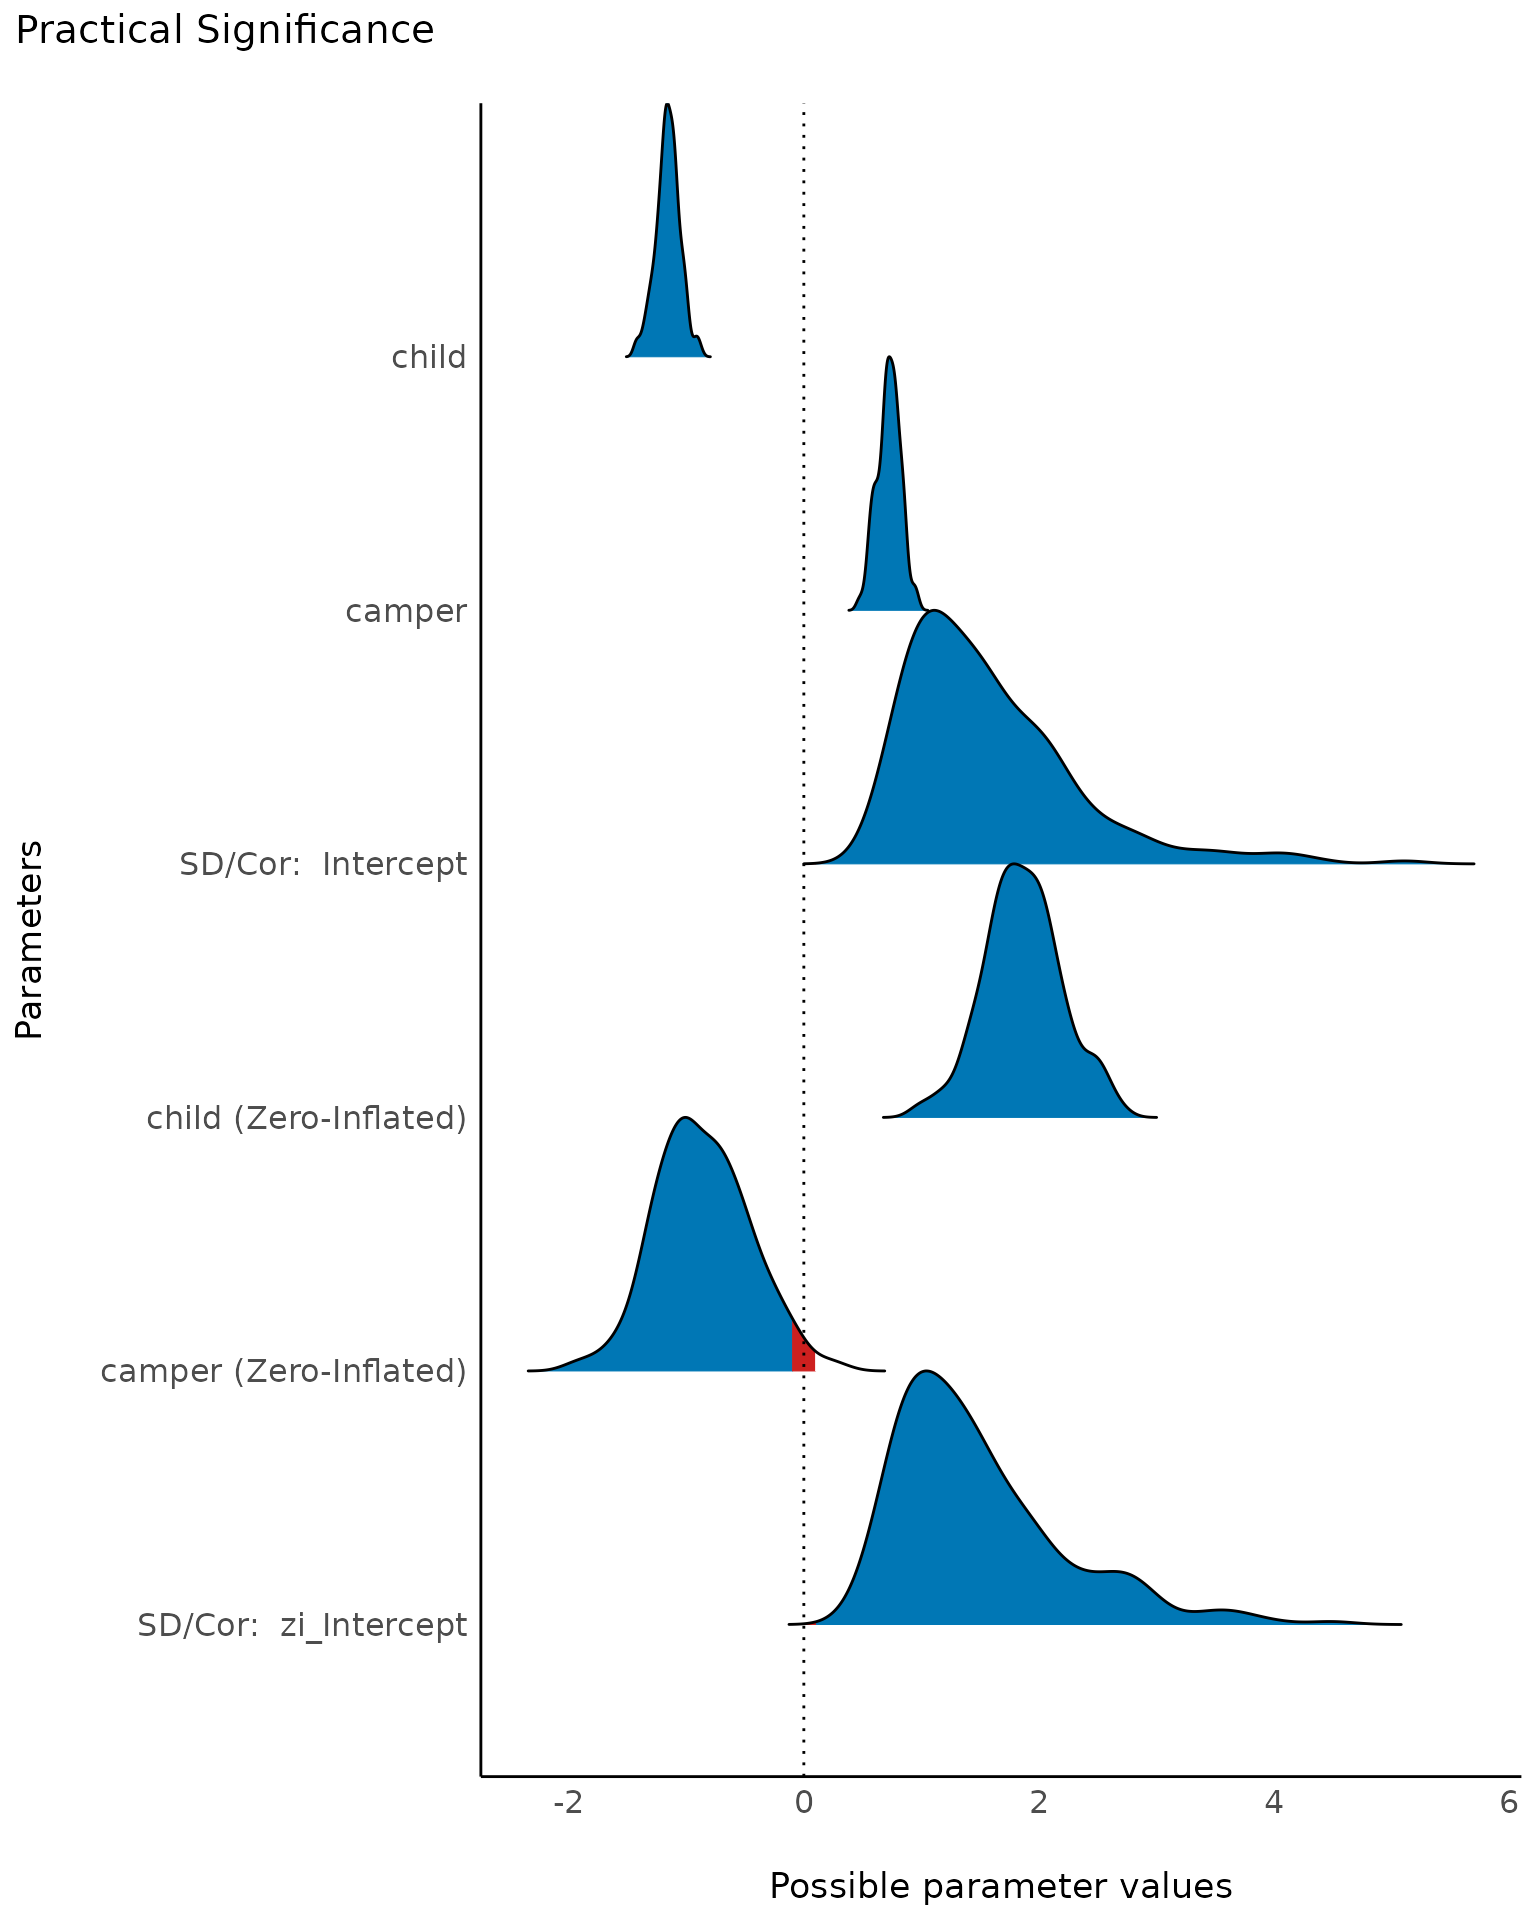 Practical Significance
child
camper
SD/Cor:  Intercept
child (Zero-Inflated)
camper (Zero-Inflated)
SD/Cor:  zi_Intercept
Parameters
-2 0 2 4 6
Possible parameter values